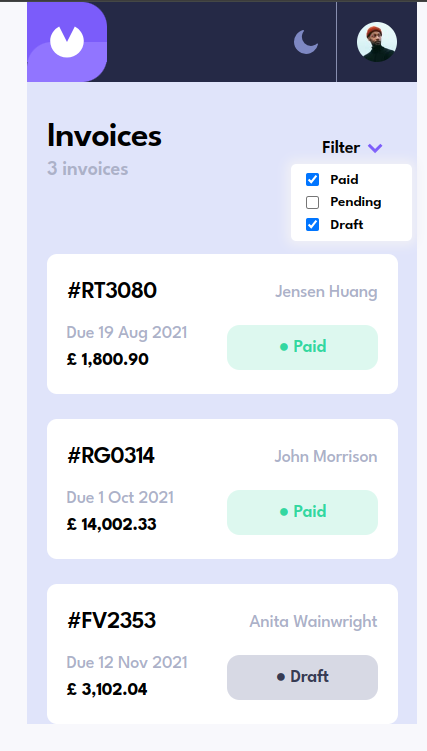 Invoices
3 invoices
Filter
Paid
Pending
Draft
#RT3080
Jensen Huang
Due 19 Aug 2021
£ 1,800.90
● Paid
#RG0314
John Morrison
Due 1 Oct 2021
£ 14,002.33
● Paid
#FV2353
Anita Wainwright
Due 12 Nov 2021
£ 3,102.04
● Draft